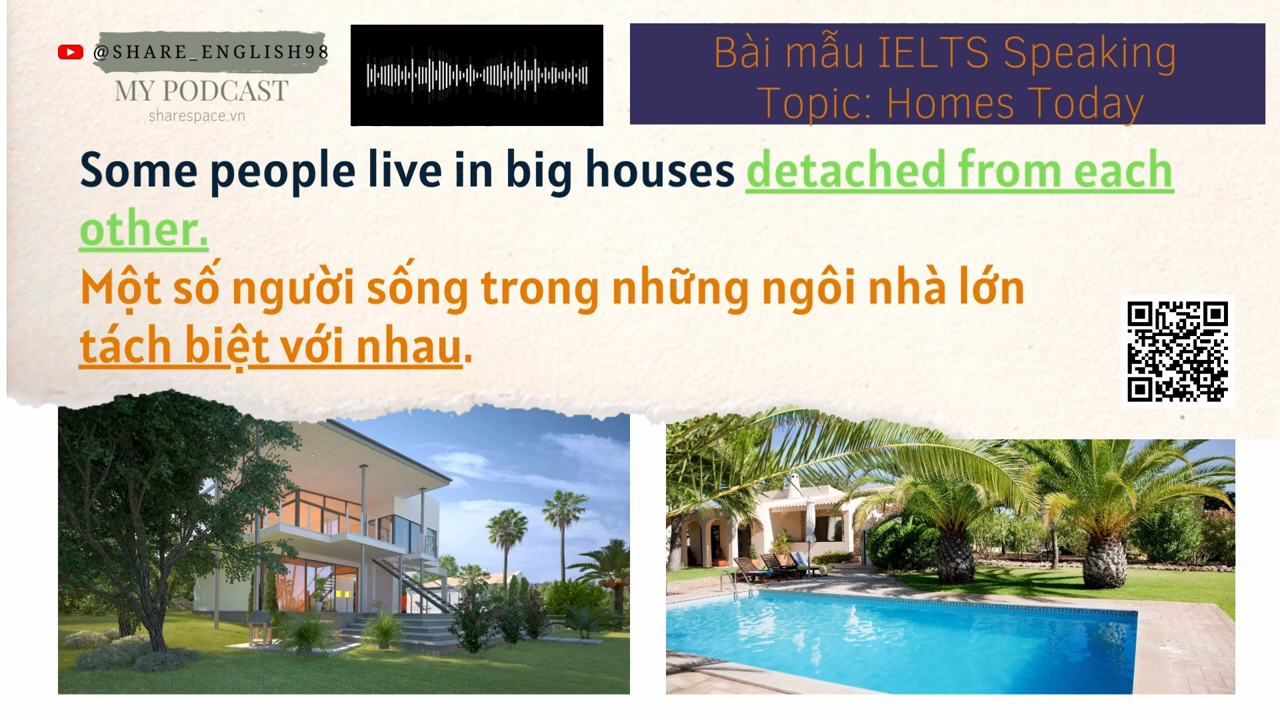 @SHARE_ENGLISH98
MY PODCAST
sharespace.vn
Bài mẫu IELTS Speaking
Topic: Homes Today
Some people live in big houses detached from each
other.
Một số người sống trong những ngôi nhà lớn
tách biệt với nhau.